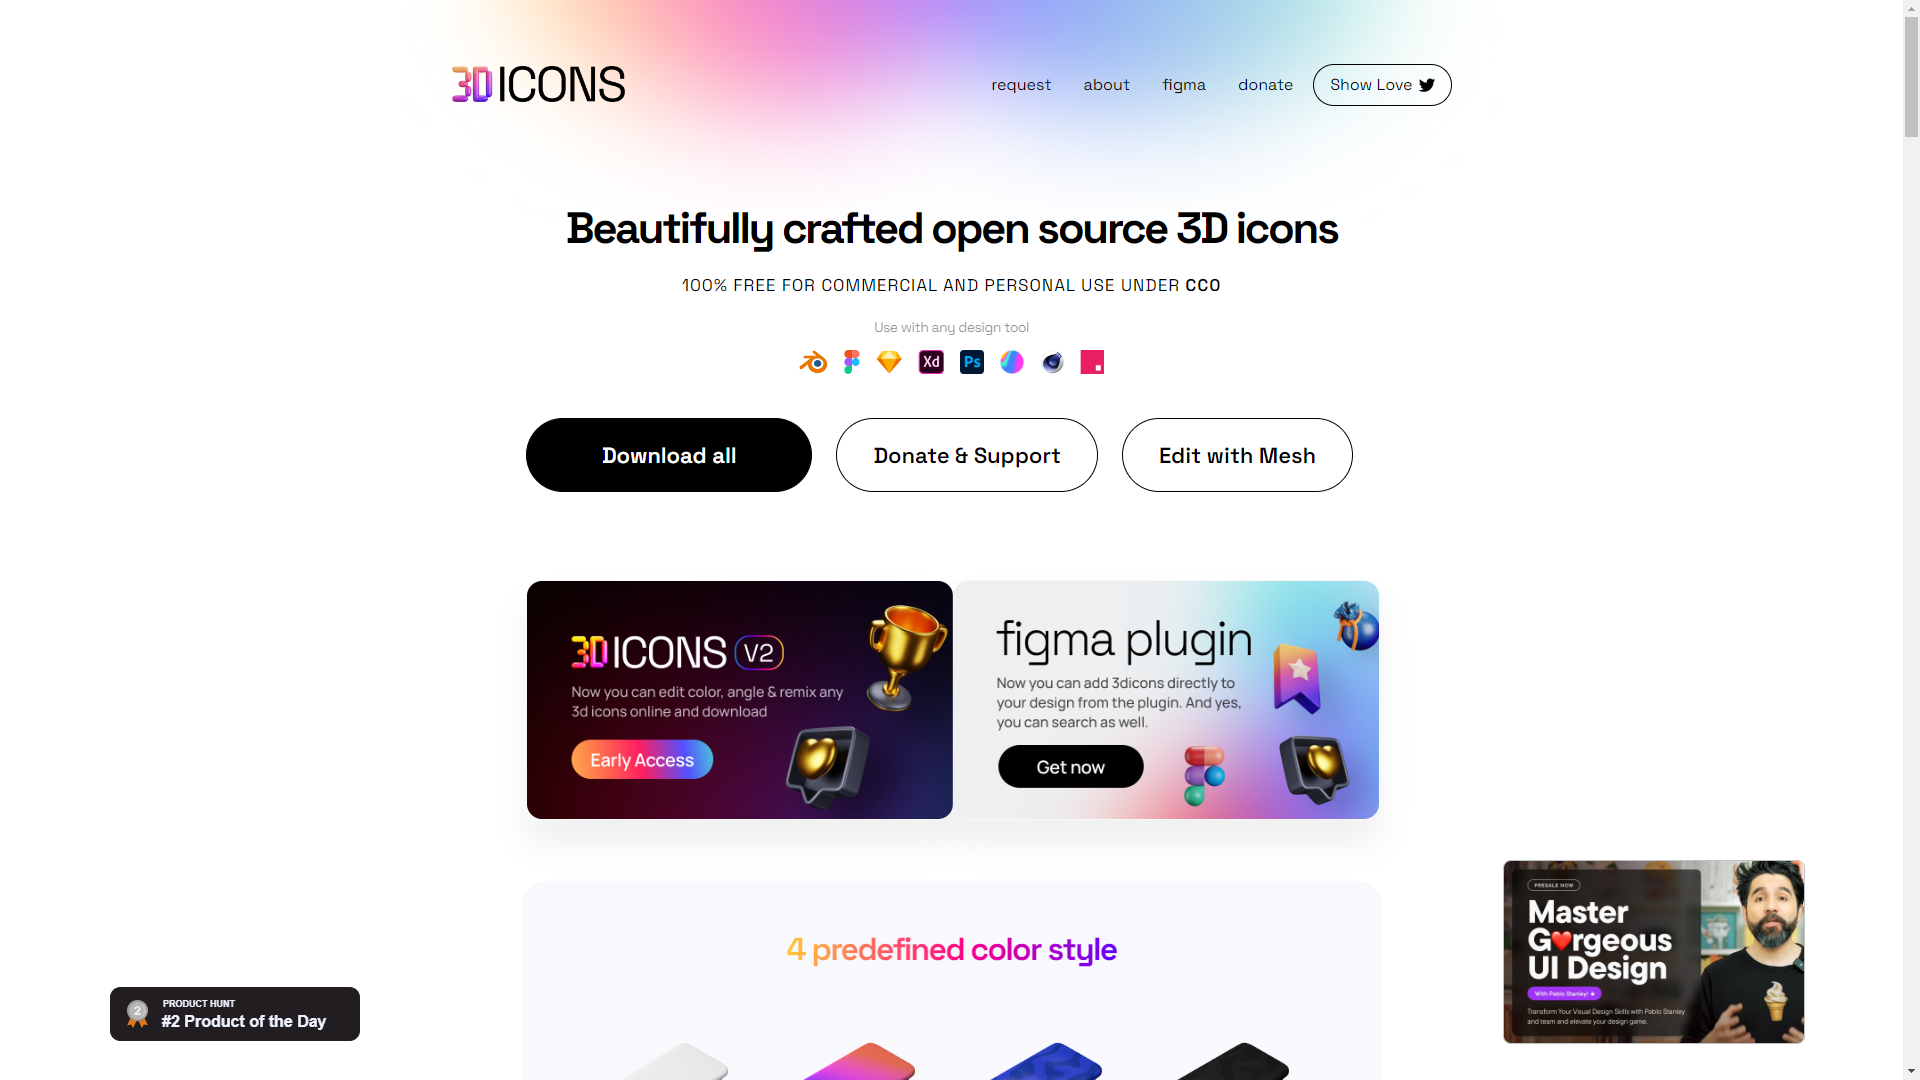 3D ICONS
request
about
figma
donate
Show Love
Beautifully crafted open source 3D icons
100% FREE FOR COMMERCIAL AND PERSONAL USE UNDER CC0
Use with any design tool
Xd
Ps
Download all
Donate & Support
Edit with Mesh
3D ICONS V2
Now you can edit color, angle & remix any
3d icons online and download
Early Access
figma plugin
Now you can add 3dicons directly to
your design from the plugin. And yes,
you can search as well.
Get now
4 predefined color style
2
PRODUCT HUNT
#2 Product of the Day
PRESALE NOW
Master
G❤rgeous
UI Design
With Pablo Stanley!
Transform Your Visual Design Skills with Pablo Stanley
and team and elevate your design game.